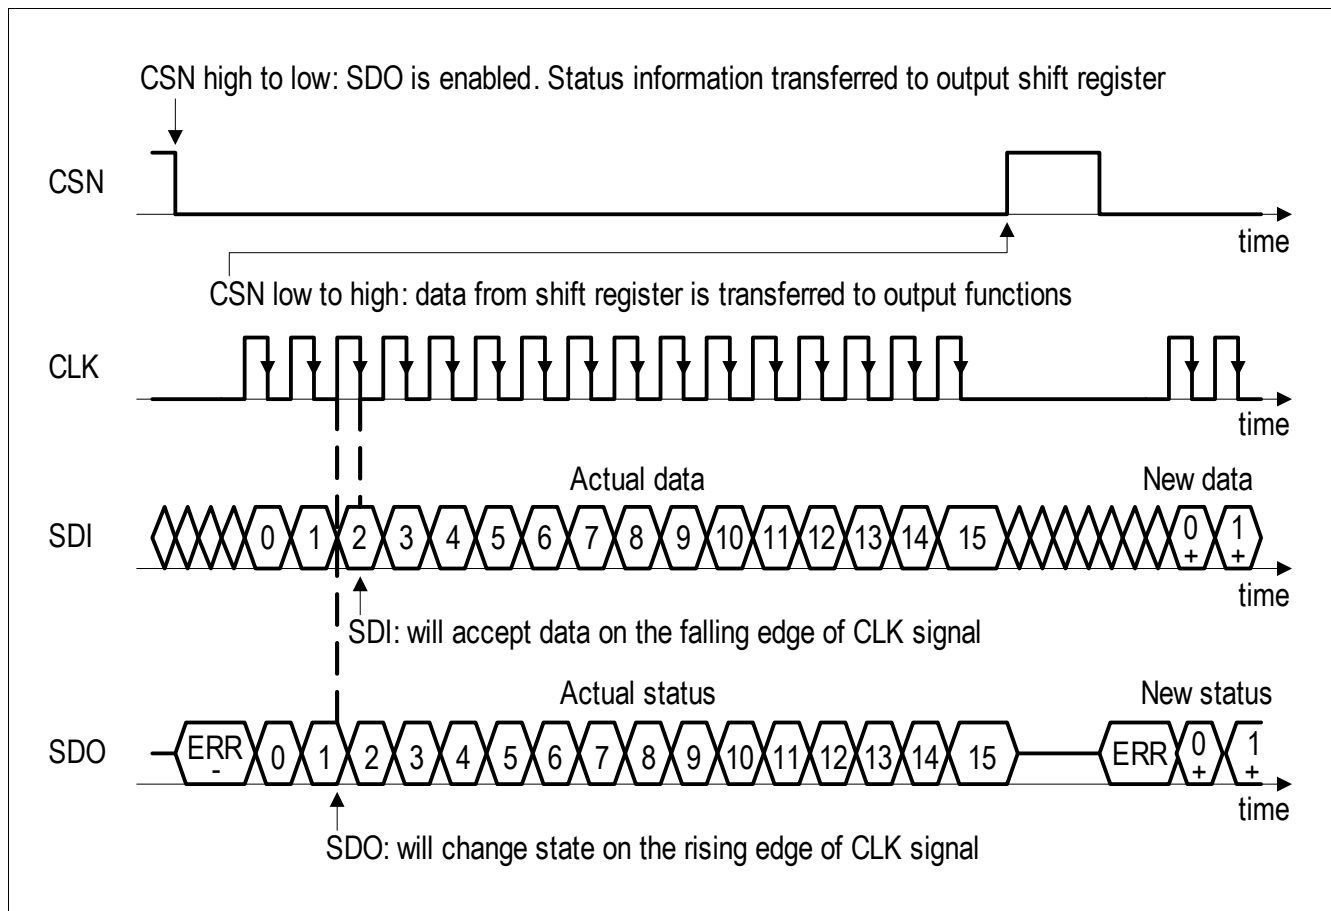 CSN high to low: SDO is enabled. Status information transferred to output shift register
CSN
time
CSN low to high: data from shift register is transferred to output functions
CLK
time
Actual data
New data
SDI
0 1 2 3 4 5 6 7 8 9 10 11 12 13 14 15 0+ 1+
time
SDI: will accept data on the falling edge of CLK signal
Actual status
New status
SDO
ERR- 0 1 2 3 4 5 6 7 8 9 10 11 12 13 14 15 ERR 0+ 1+
time
SDO: will change state on the rising edge of CLK signal